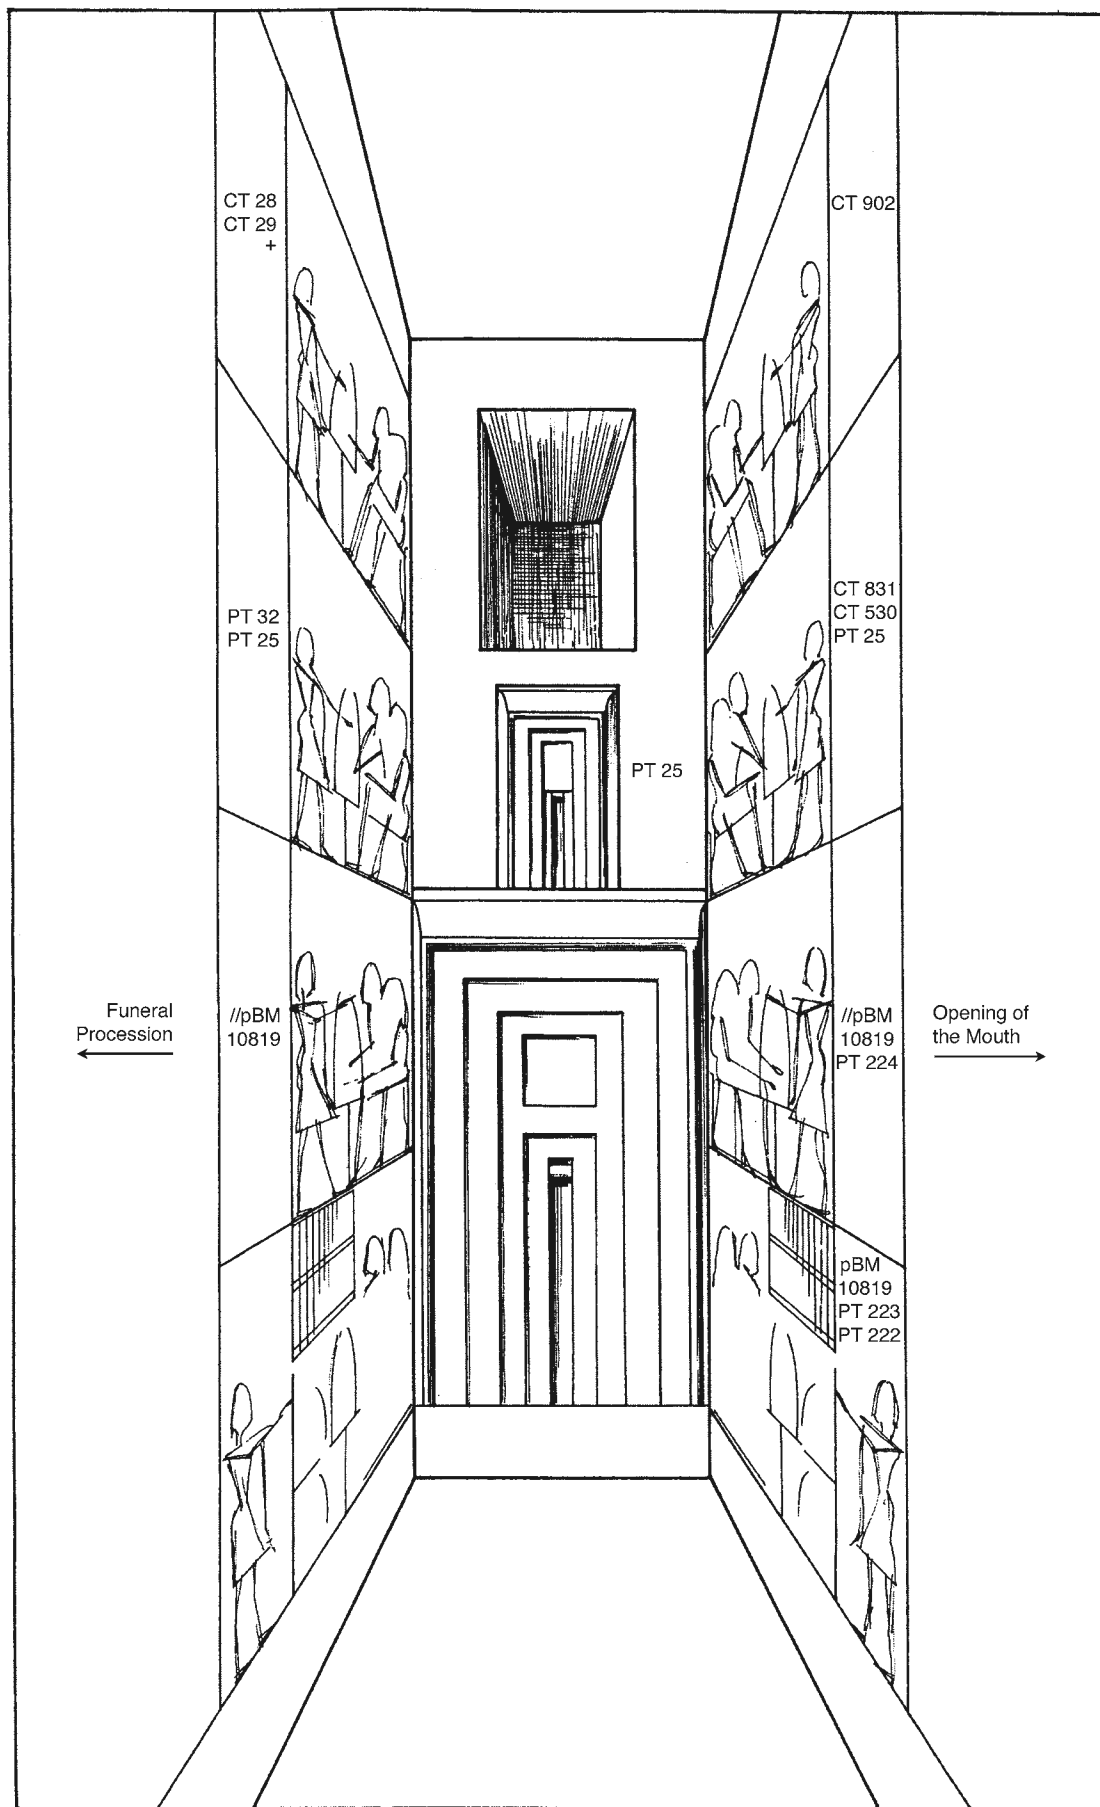 CT 28
CT 29
+
CT 902
PT 32
PT 25
CT 831
CT 530
PT 25
PT 25
Funeral
Procession
//pBM
10819
//pBM
10819
PT 224
Opening of
the Mouth
pBM
10819
PT 223
PT 222